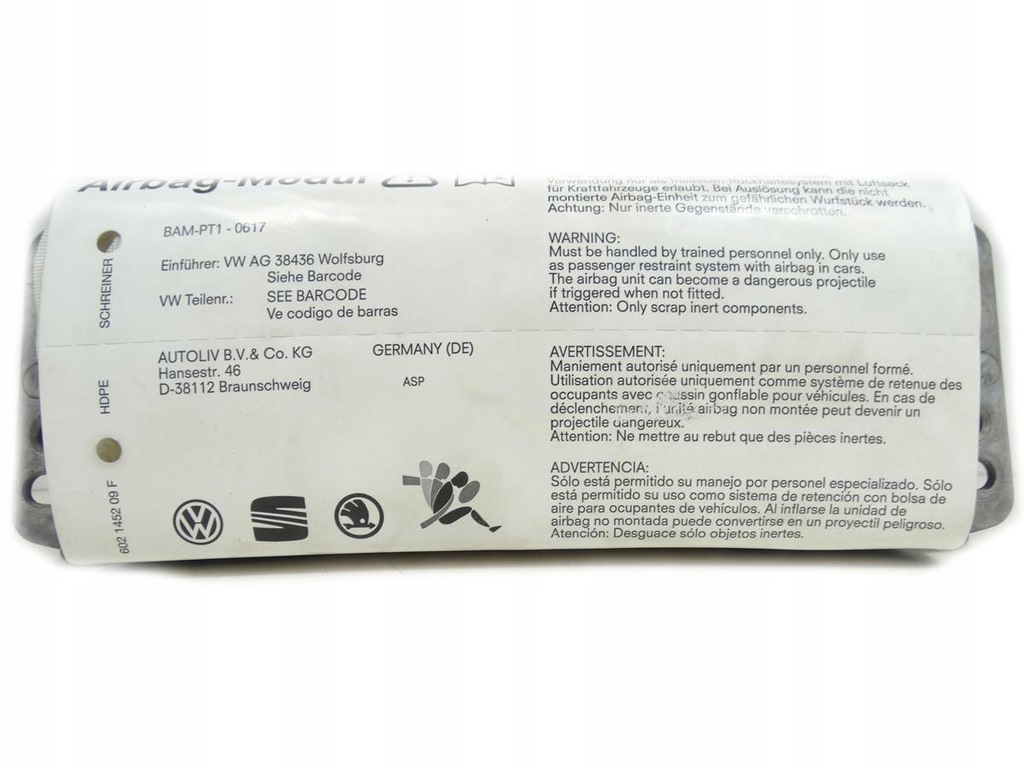 Airbag-Modul
BAM-PT1 - 0617
Einführer: VW AG 38436 Wolfsburg
Siehe Barcode
VW Teilenr.: SEE BARCODE
Ve codigo de barras
AUTOLIV B.V.& Co. KG GERMANY (DE)
Hansestr. 46
D-38112 Braunschweig ASP
SCHREINER
HDPE
602 1452 09 F
VW
Verwendung nur als Insassen-Rückhaltesystem mit Luftsack
für Kraftfahrzeuge erlaubt. Bei Auslösung kann die nicht
montierte Airbag-Einheit zum gefährlichen Wurfstück werden.
Achtung: Nur inerte Gegenstände verschrotten.
WARNING:
Must be handled by trained personnel only. Only use
as passenger restraint system with airbag in cars.
The airbag unit can become a dangerous projectile
if triggered when not fitted.
Attention: Only scrap inert components.
AVERTISSEMENT:
Maniement autorisé uniquement par un personnel formé.
Utilisation autorisée uniquement comme système de retenue des
occupants avec coussin gonflable pour véhicules. En cas de
déclenchement, l'unité airbag non montée peut devenir un
projectile dangereux.
Attention: Ne mettre au rebut que des pièces inertes.
ADVERTENCIA:
Sólo está permitido su manejo por personel especializado. Sólo
está permitido su uso como sistema de retención con bolsa de
aire para ocupantes de vehículos. Al inflarse la unidad de
airbag no montada puede convertirse en un proyectil peligroso.
Atención: Desguace sólo objetos inertes.